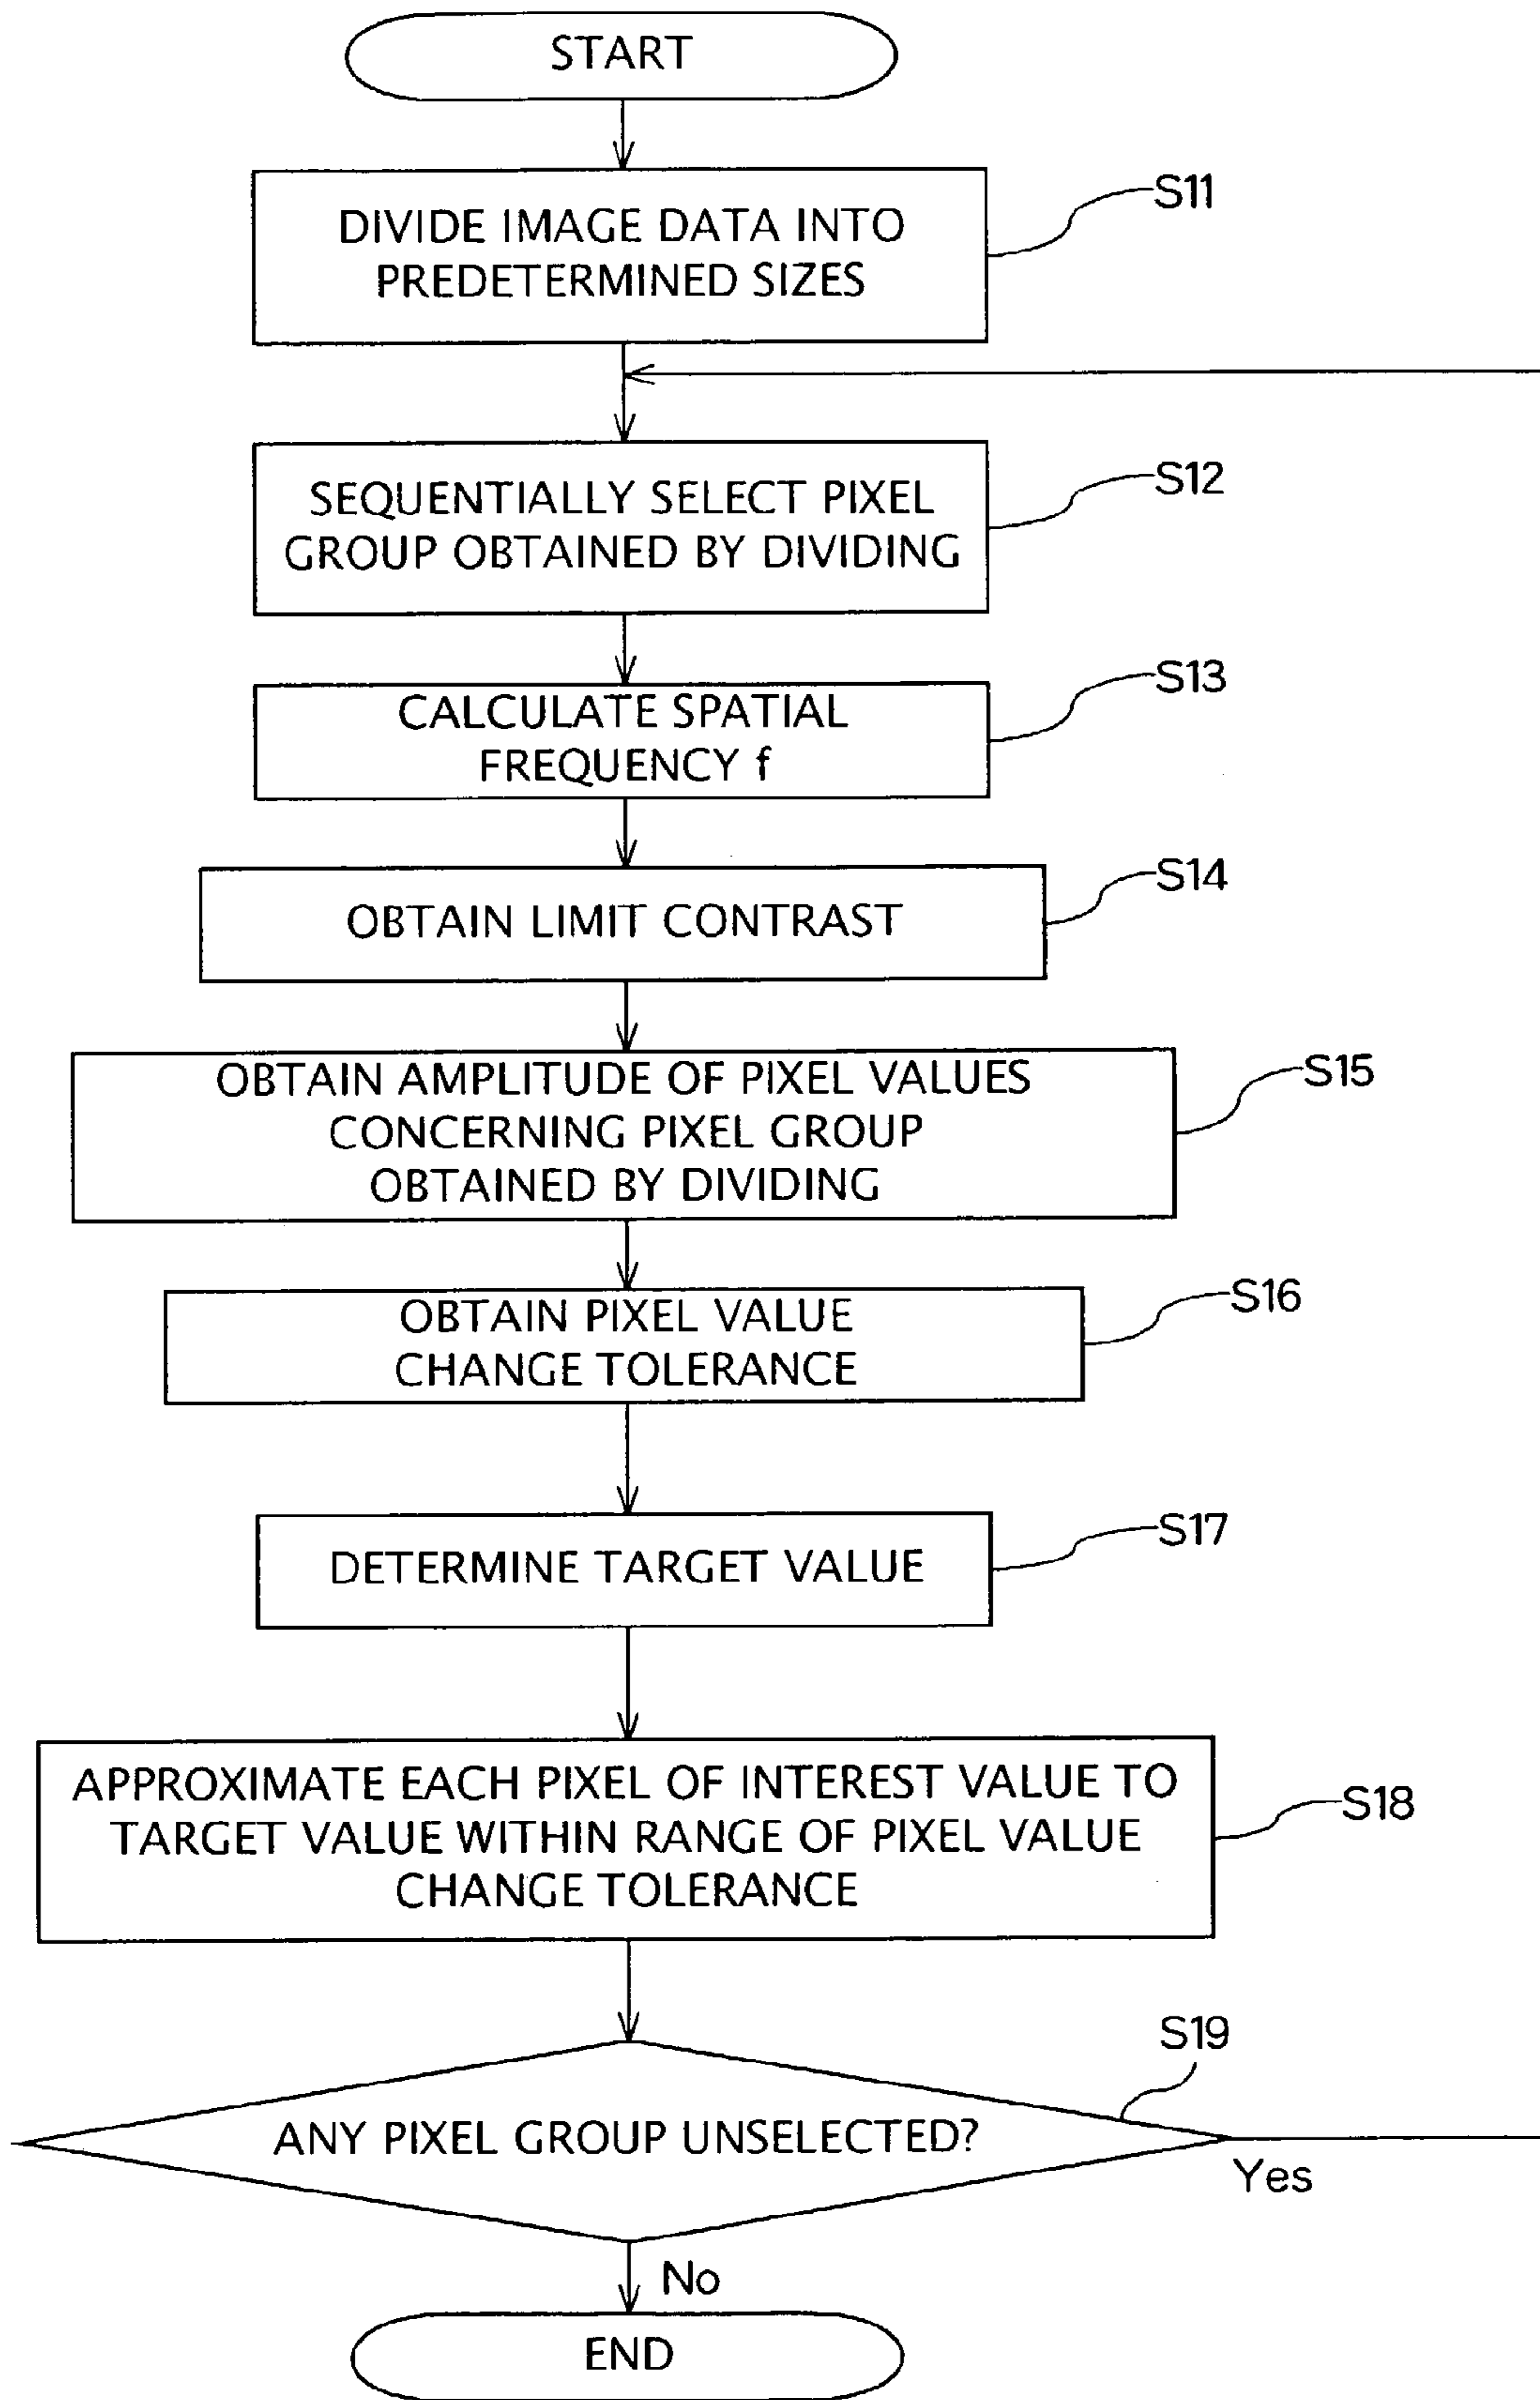 START
DIVIDE IMAGE DATA INTO
PREDETERMINED SIZES
S11
SEQUENTIALLY SELECT PIXEL
GROUP OBTAINED BY DIVIDING
S12
CALCULATE SPATIAL
FREQUENCY f
S13
OBTAIN LIMIT CONTRAST
S14
OBTAIN AMPLITUDE OF PIXEL VALUES
CONCERNING PIXEL GROUP
OBTAINED BY DIVIDING
S15
OBTAIN PIXEL VALUE
CHANGE TOLERANCE
S16
DETERMINE TARGET VALUE
S17
APPROXIMATE EACH PIXEL OF INTEREST VALUE TO
TARGET VALUE WITHIN RANGE OF PIXEL VALUE
CHANGE TOLERANCE
S18
S19
ANY PIXEL GROUP UNSELECTED?
Yes
No
END